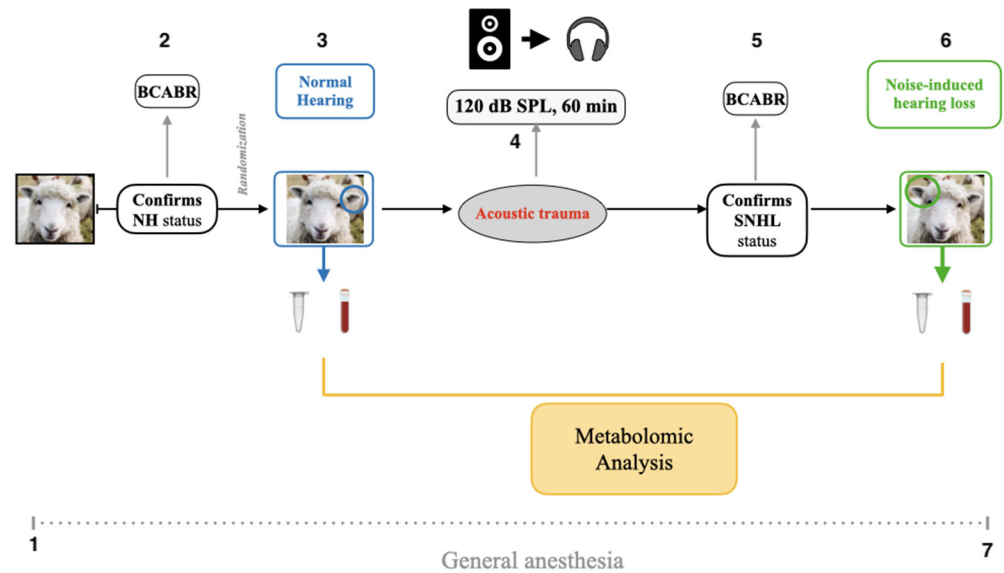 2
3
5
6
BCABR
Normal
Hearing
120 dB SPL, 60 min
4
BCABR
Noise-induced
hearing loss
Randomization
Confirms
NH status
Acoustic trauma
Confirms
SNHL
status
Metabolomic
Analysis
1
7
General anesthesia